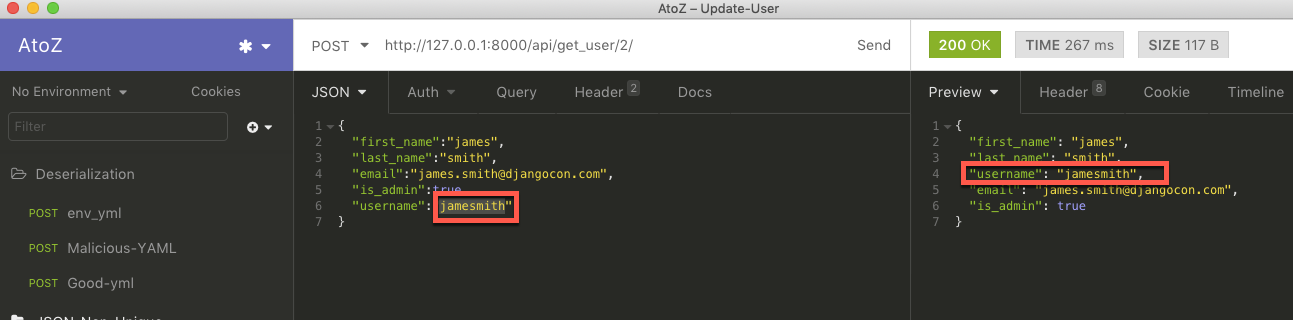 AtoZ – Update-User
AtoZ
POST http://127.0.0.1:8000/api/get_user/2/ Send
200 OK TIME 267 ms SIZE 117 B
No Environment Cookies
Filter
Deserialization
POST env_yml
POST Malicious-YAML
POST Good-yml
JSON Auth Query Header 2 Docs
1 {
2 "first_name":"james",
3 "last_name":"smith",
4 "email":"james.smith@djangocon.com",
5 "is_admin":true
6 "username": jamesmith"
7 }
Preview Header 8 Cookie Timeline
1 {
2 "first_name": "james",
3 "last_name": "smith",
4 "username": "jamesmith",
5 "email": "james.smith@djangocon.com",
6 "is_admin": true
7 }